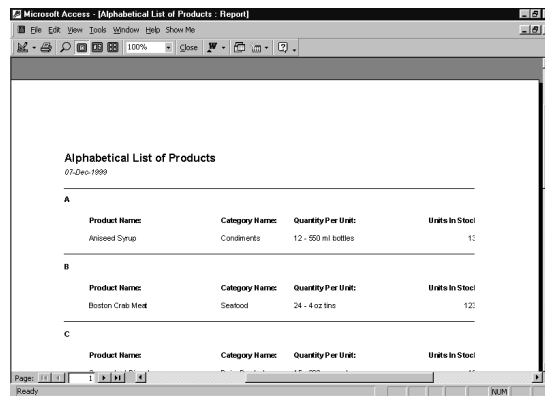 Microsoft Access - [Alphabetical List of Products : Report]
File Edit View Tools Window Help Show Me
100% Close
Alphabetical List of Products
07-Dec-1999
A
Product Name: Category Name: Quantity Per Unit: Units In Stock
Aniseed Syrup Condiments 12 - 550 ml bottles 13
B
Product Name: Category Name: Quantity Per Unit: Units In Stock
Boston Crab Meat Seafood 24 - 4 oz tins 123
C
Product Name: Category Name: Quantity Per Unit: Units In Stock
Page: 1
Ready NUM